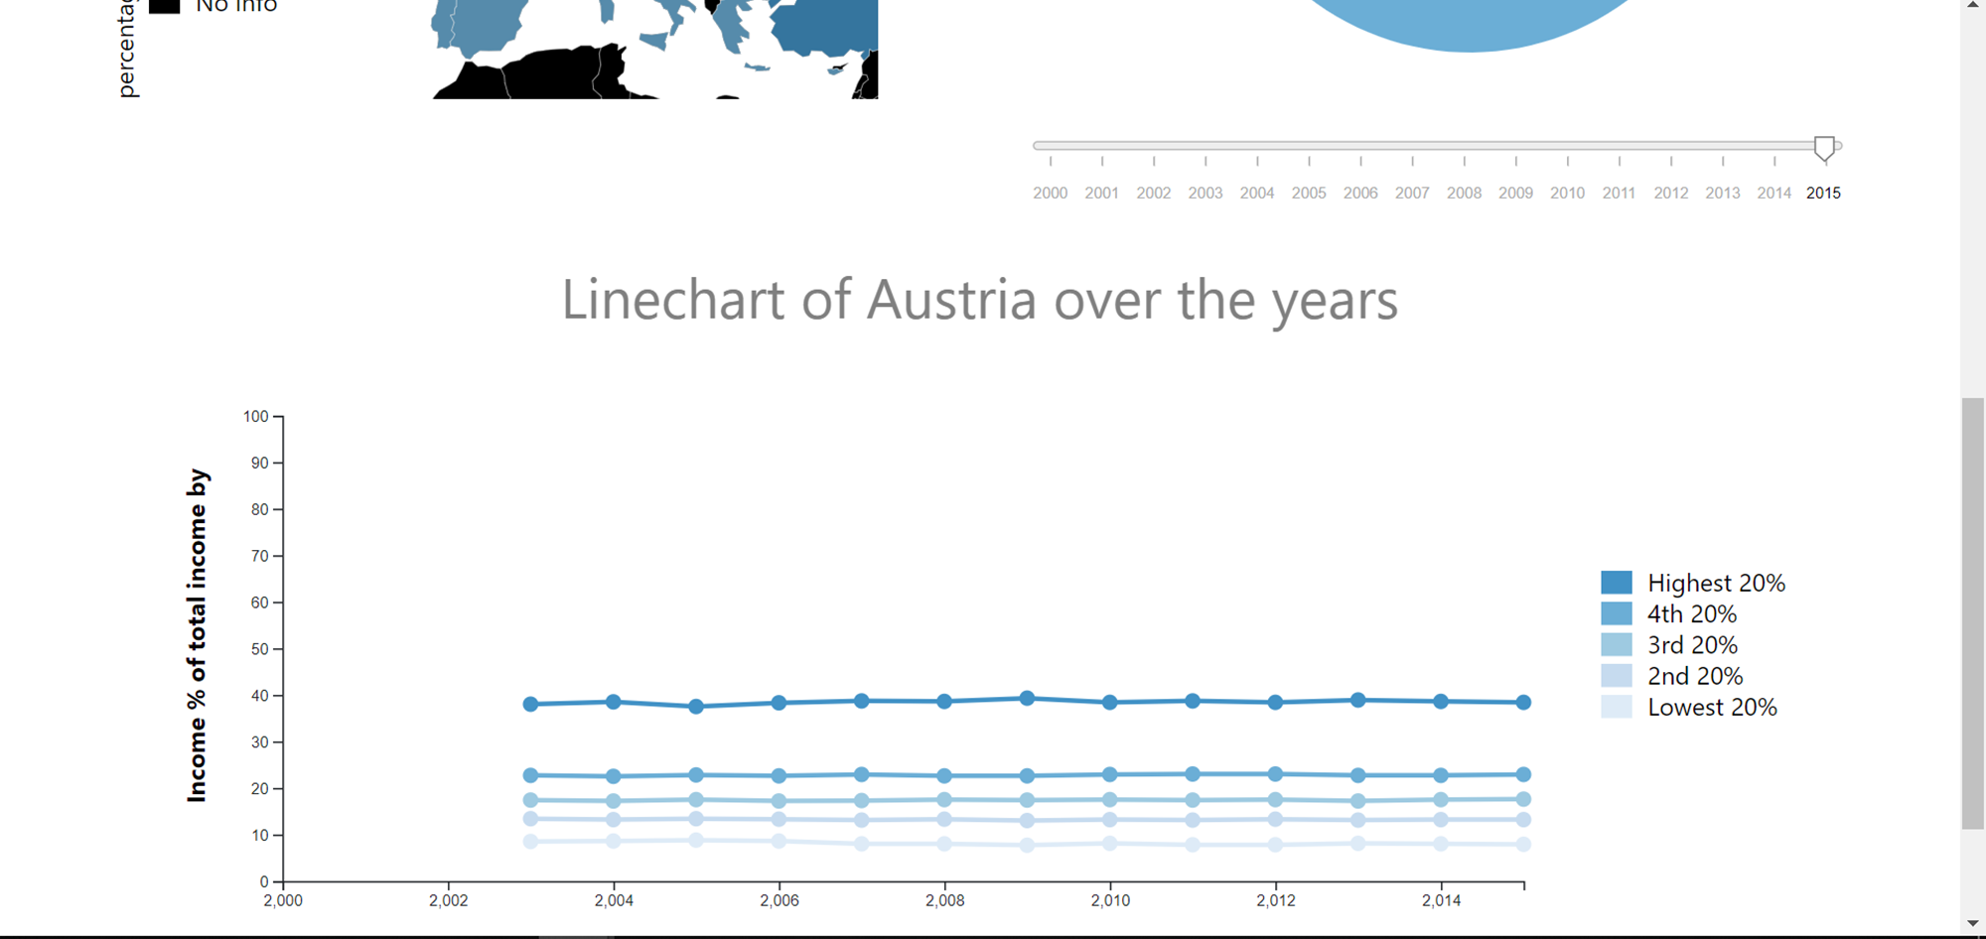 No info
percentag
2000 2001 2002 2003 2004 2005 2006 2007 2008 2009 2010 2011 2012 2013 2014 2015
Linechart of Austria over the years
Income % of total income by
100
90
80
70
60
50
40
30
20
10
0
2,000 2,002 2,004 2,006 2,008 2,010 2,012 2,014
Highest 20%
4th 20%
3rd 20%
2nd 20%
Lowest 20%